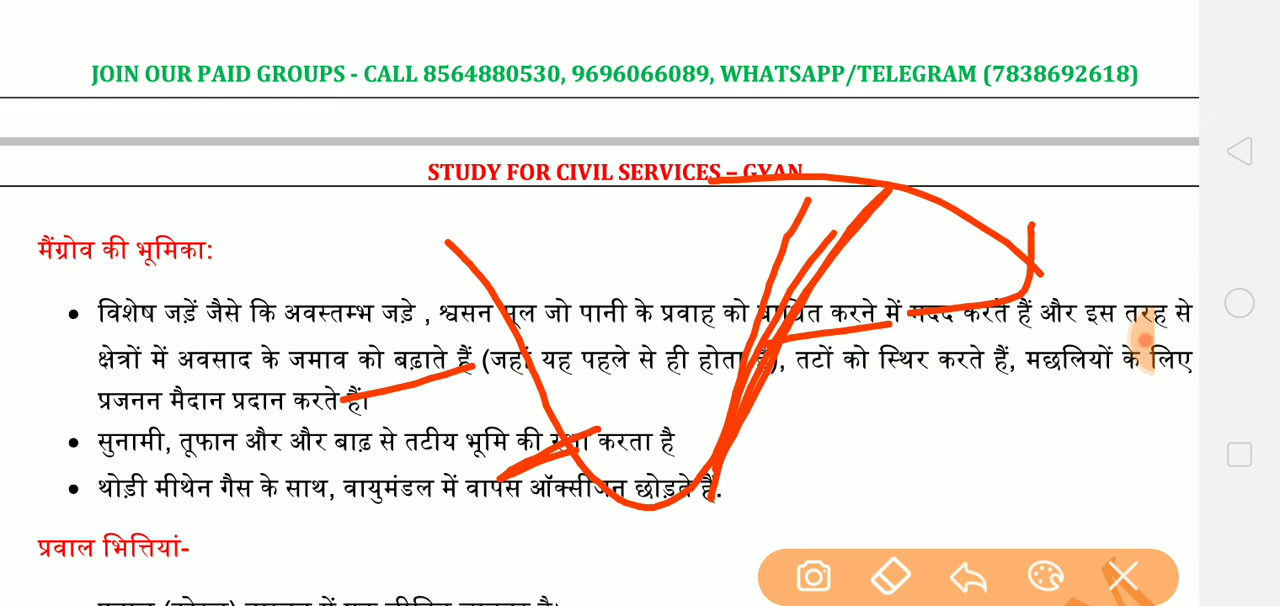 JOIN OUR PAID GROUPS - CALL 8564880530, 9696066089, WHATSAPP/TELEGRAM (7838692618)
STUDY FOR CIVIL SERVICES – GYAN
मैंग्रोव की भूमिका:
• विशेष जड़ें जैसे कि अवस्तम्भ जड़े , श्वसन मूल जो पानी के प्रवाह को बाधित करने में मदद करते हैं और इस तरह से
क्षेत्रों में अवसाद के जमाव को बढ़ाते हैं (जहां यह पहले से ही होता है), तटों को स्थिर करते हैं, मछलियों के लिए
प्रजनन मैदान प्रदान करते हैं।
• सुनामी, तूफान और और बाढ़ से तटीय भूमि की रक्षा करता है
• थोड़ी मीथेन गैस के साथ, वायुमंडल में वापस ऑक्सीजन छोड़ते हैं.
प्रवाल भित्तियां-